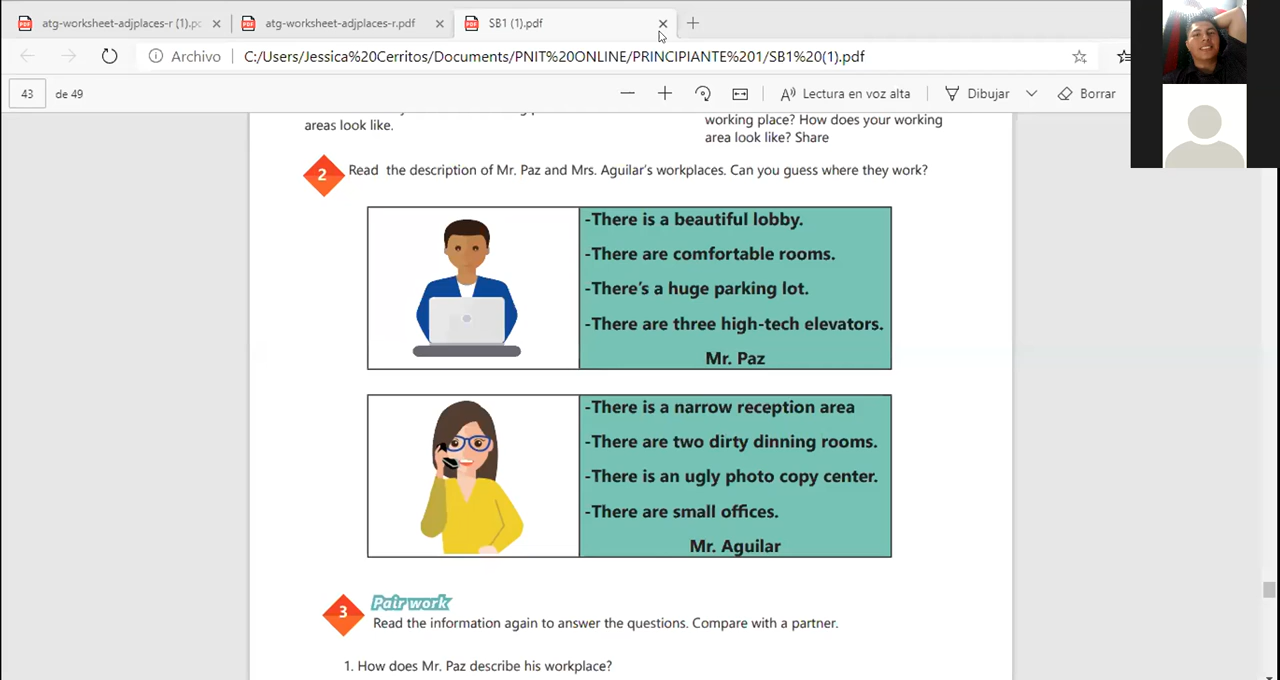 atg-worksheet-adjplaces-r (1).pc
atg-worksheet-adjplaces-r.pdf
SB1 (1).pdf
Archivo
C:/Users/Jessica%20Cerritos/Documents/PNIT%20ONLINE/PRINCIPIANTE%201/SB1%20(1).pdf
43
de 49
Lectura en voz alta
Dibujar
Borrar
areas look like.
working place? How does your working
area look like? Share
2
Read the description of Mr. Paz and Mrs. Aguilar's workplaces. Can you guess where they work?
-There is a beautiful lobby.
-There are comfortable rooms.
-There's a huge parking lot.
-There are three high-tech elevators.
Mr. Paz
-There is a narrow reception area
-There are two dirty dinning rooms.
-There is an ugly photo copy center.
-There are small offices.
Mr. Aguilar
3
Pair work
Read the information again to answer the questions. Compare with a partner.
1. How does Mr. Paz describe his workplace?